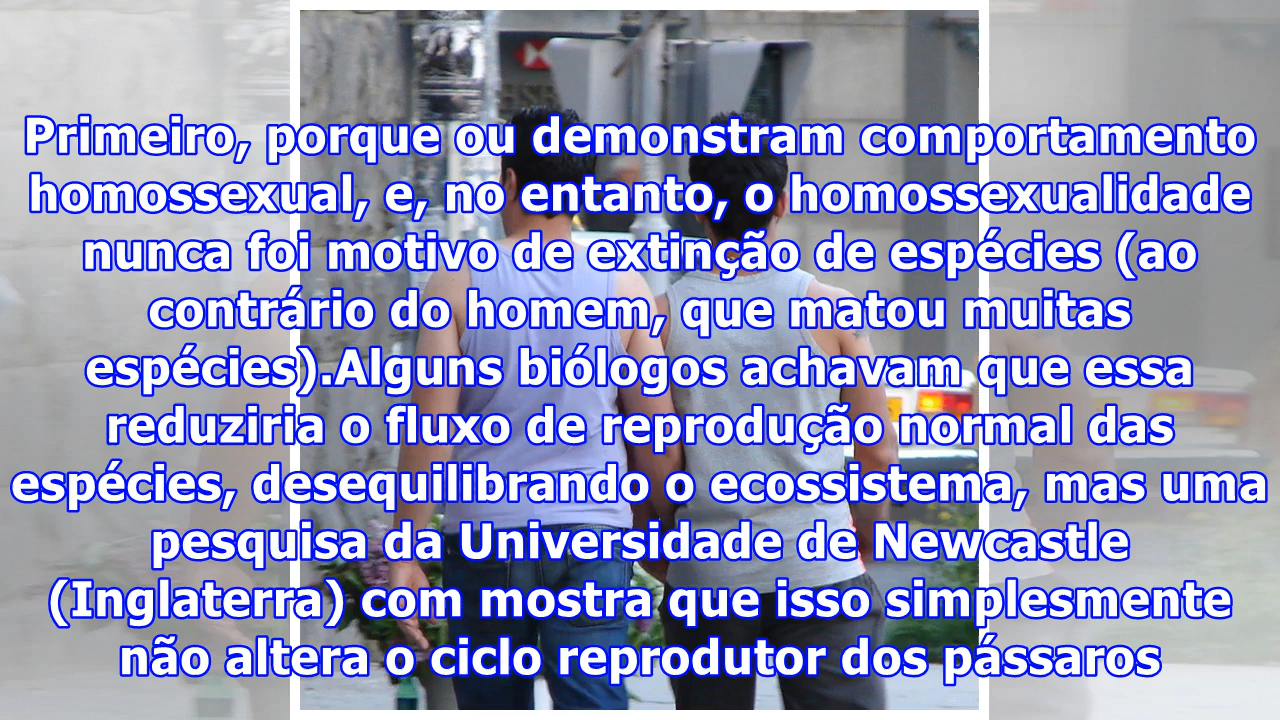 Primeiro, porque ou demonstram comportamento
homossexual, e, no entanto, o homossexualidade
nunca foi motivo de extinção de espécies (ao
contrário do homem, que matou muitas
espécies).Alguns biólogos achavam que essa
reduziria o fluxo de reprodução normal das
espécies, desequilibrando o ecossistema, mas uma
pesquisa da Universidade de Newcastle
(Inglaterra) com mostra que isso simplesmente
não altera o ciclo reprodutor dos pássaros